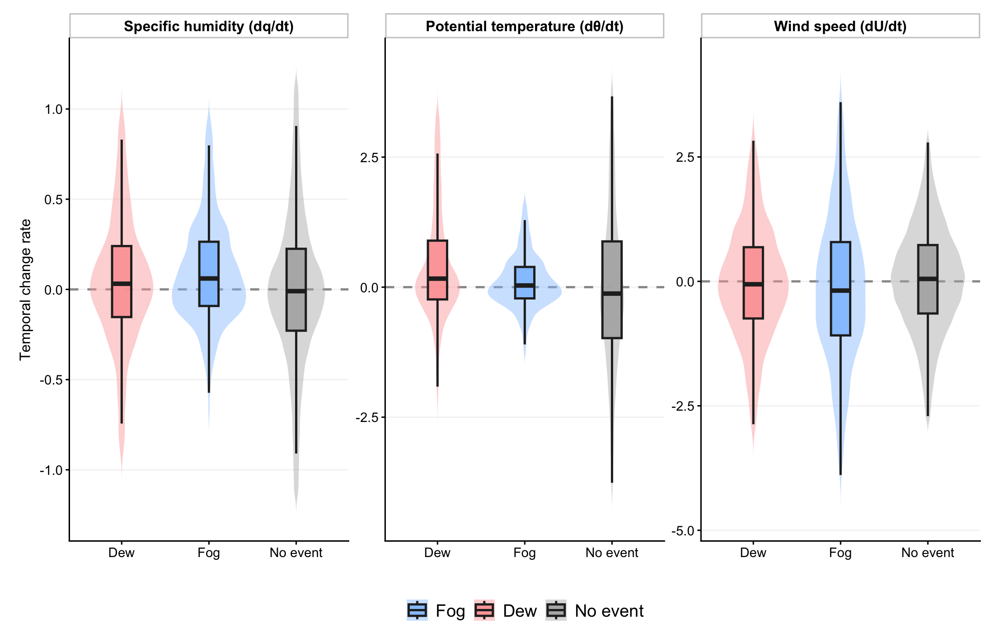 Specific humidity (dq/dt)
Potential temperature (dθ/dt)
Wind speed (dU/dt)
Temporal change rate
1.0
0.5
0.0
-0.5
-1.0
2.5
0.0
-2.5
2.5
0.0
-2.5
-5.0
Dew Fog No event
Dew Fog No event
Dew Fog No event
Fog Dew No event